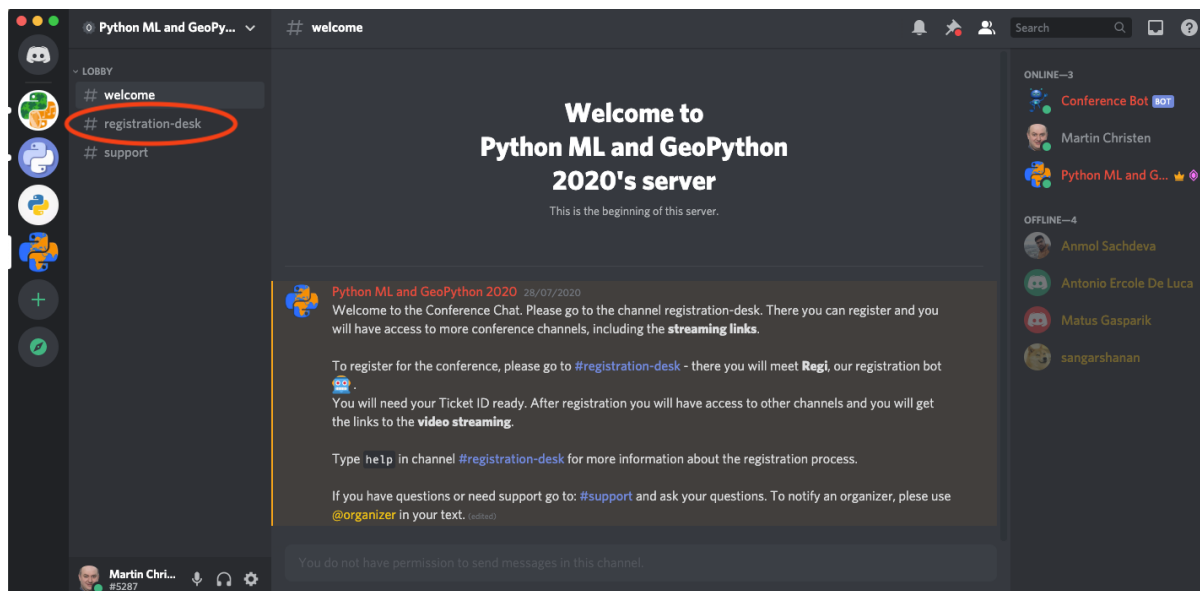 Python ML and GeoPy...
LOBBY
# welcome
# registration-desk
# support
Martin Chri...
#5287
# welcome
Search
Welcome to
Python ML and GeoPython
2020's server
This is the beginning of this server.
Python ML and GeoPython 2020 28/07/2020
Welcome to the Conference Chat. Please go to the channel registration-desk. There you can register and you
will have access to more conference channels, including the streaming links.
To register for the conference, please go to #registration-desk - there you will meet Regi, our registration bot
.
You will need your Ticket ID ready. After registration you will have access to other channels and you will get
the links to the video streaming.
Type help in channel #registration-desk for more information about the registration process.
If you have questions or need support go to: #support and ask your questions. To notify an organizer, plese use
@organizer in your text. (edited)
You do not have permission to send messages in this channel.
ONLINE—3
Conference Bot BOT
Martin Christen
Python ML and G...
OFFLINE—4
Anmol Sachdeva
Antonio Ercole De Luca
Matus Gasparik
sangarshanan